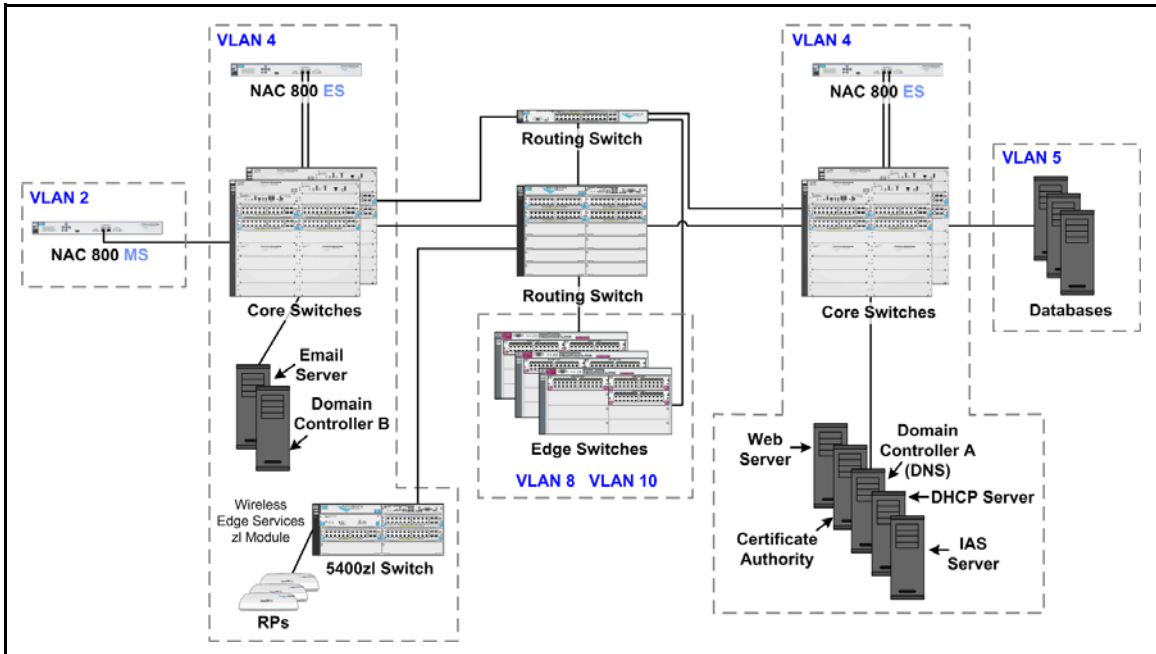 VLAN 4
NAC 800 ES
VLAN 2
NAC 800 MS
Core Switches
Email
Server
Domain
Controller B
Wireless
Edge Services
zl Module
5400zl Switch
RPs
Routing Switch
Routing Switch
Edge Switches
VLAN 8 VLAN 10
VLAN 4
NAC 800 ES
Core Switches
VLAN 5
Databases
Web
Server
Domain
Controller A
(DNS)
DHCP Server
Certificate
Authority
IAS
Server